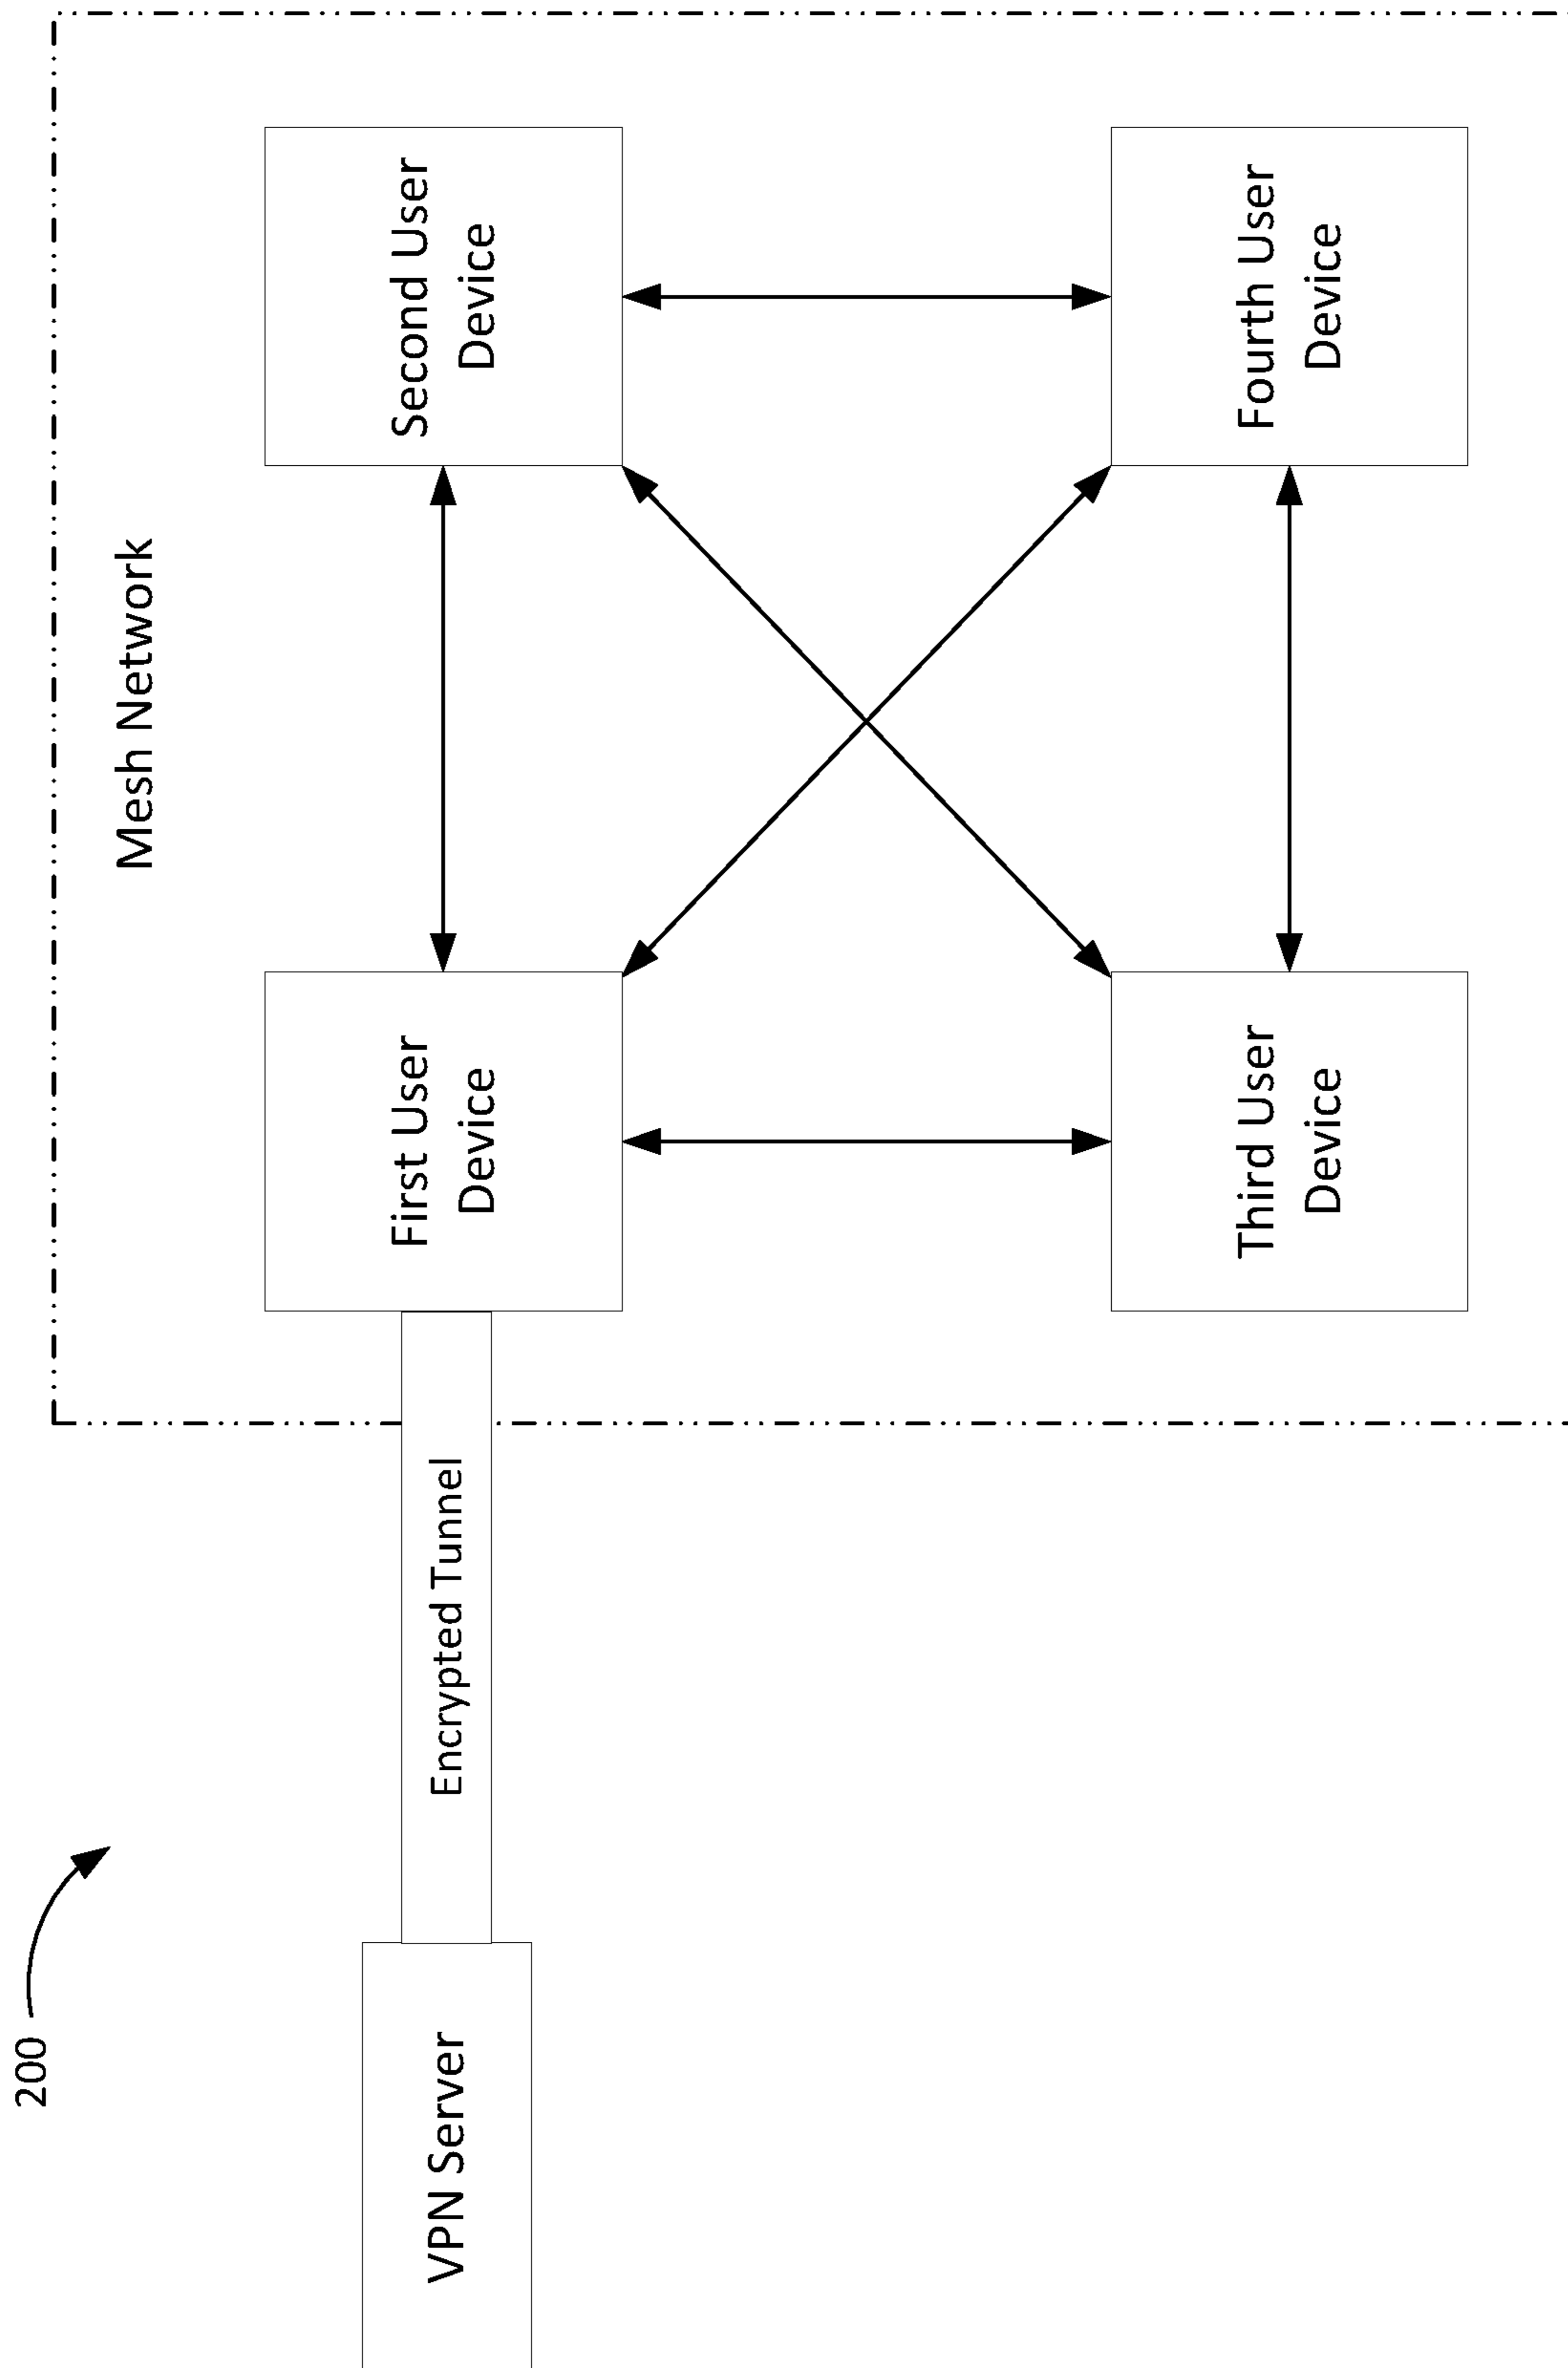 200
Mesh Network
VPN Server
Encrypted Tunnel
First User
Device
Second User
Device
Third User
Device
Fourth User
Device